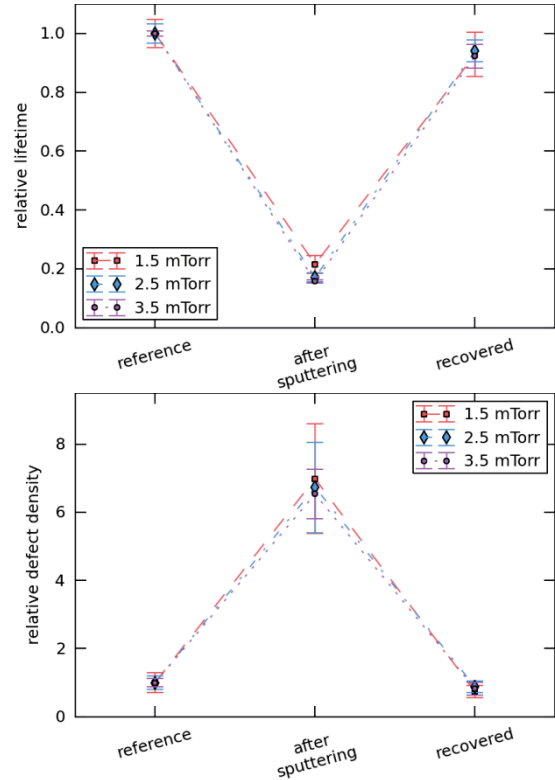 1.0
0.8
0.6
0.4
0.2
0.0
relative lifetime
1.5 mTorr
2.5 mTorr
3.5 mTorr
reference
after
sputtering
recovered
8
6
4
2
0
relative defect density
1.5 mTorr
2.5 mTorr
3.5 mTorr
reference
after
sputtering
recovered